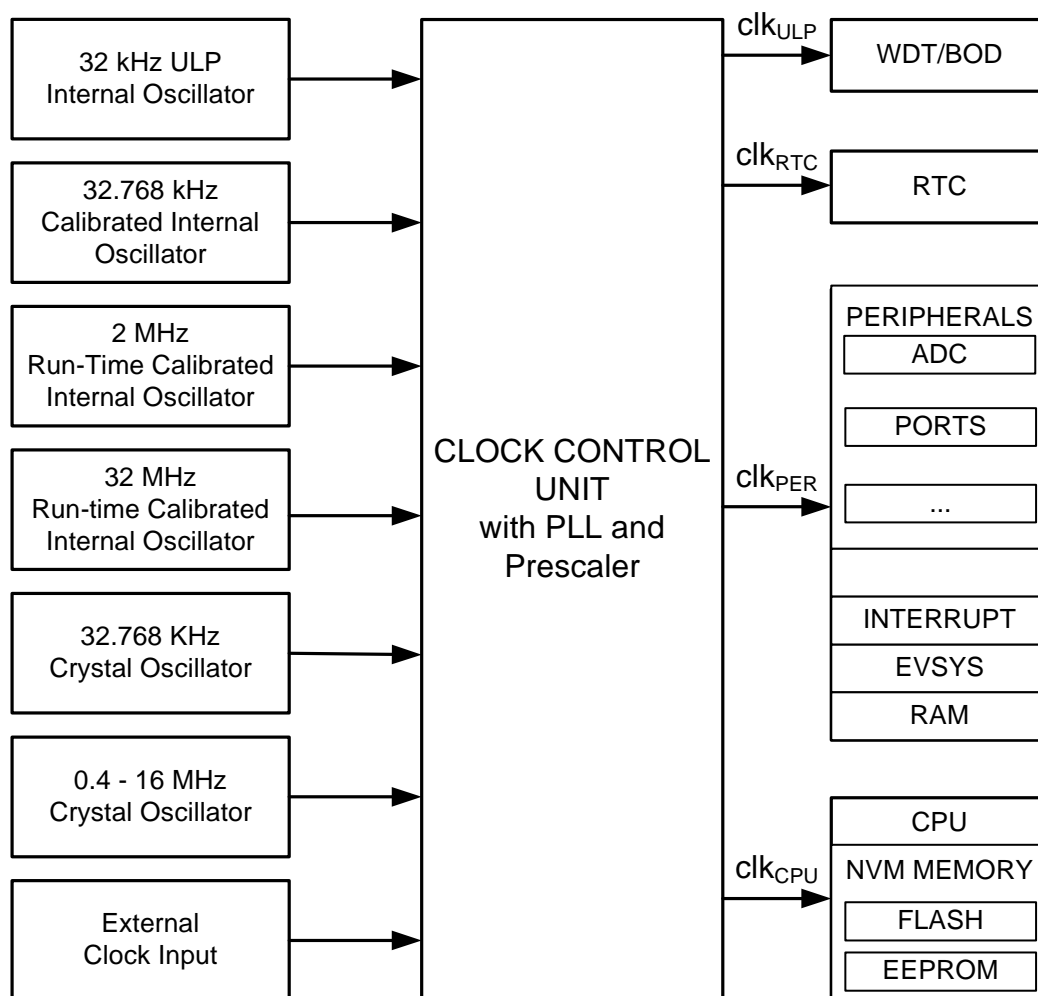 32 kHz ULP
Internal Oscillator
32.768 kHz
Calibrated Internal
Oscillator
2 MHz
Run-Time Calibrated
Internal Oscillator
32 MHz
Run-time Calibrated
Internal Oscillator
32.768 KHz
Crystal Oscillator
0.4 - 16 MHz
Crystal Oscillator
External
Clock Input
CLOCK CONTROL
UNIT
with PLL and
Prescaler
clkULP
clkRTC
clkPER
clkCPU
WDT/BOD
RTC
PERIPHERALS
ADC
PORTS
...
INTERRUPT
EVSYS
RAM
CPU
NVM MEMORY
FLASH
EEPROM